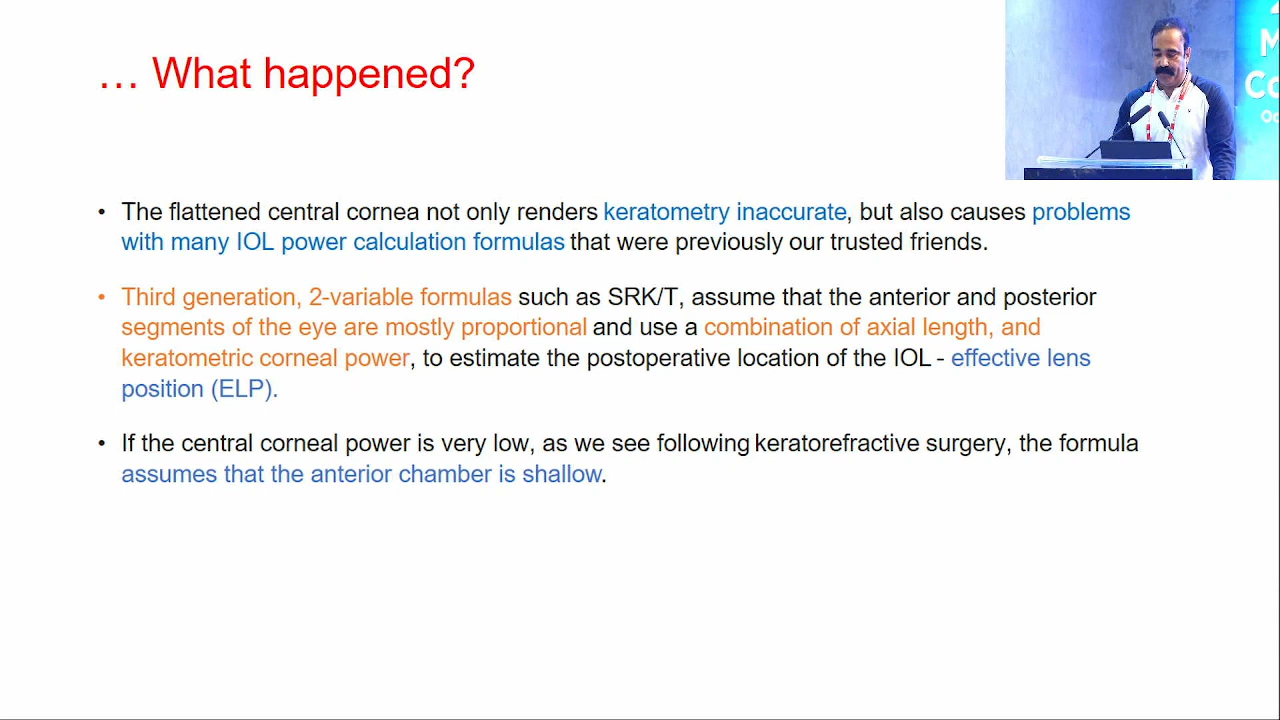 ... What happened?
M
Co
Oc
• The flattened central cornea not only renders keratometry inaccurate, but also causes problems
with many IOL power calculation formulas that were previously our trusted friends.
• Third generation, 2-variable formulas such as SRK/T, assume that the anterior and posterior
segments of the eye are mostly proportional and use a combination of axial length, and
keratometric corneal power, to estimate the postoperative location of the IOL - effective lens
position (ELP).
• If the central corneal power is very low, as we see following keratorefractive surgery, the formula
assumes that the anterior chamber is shallow.